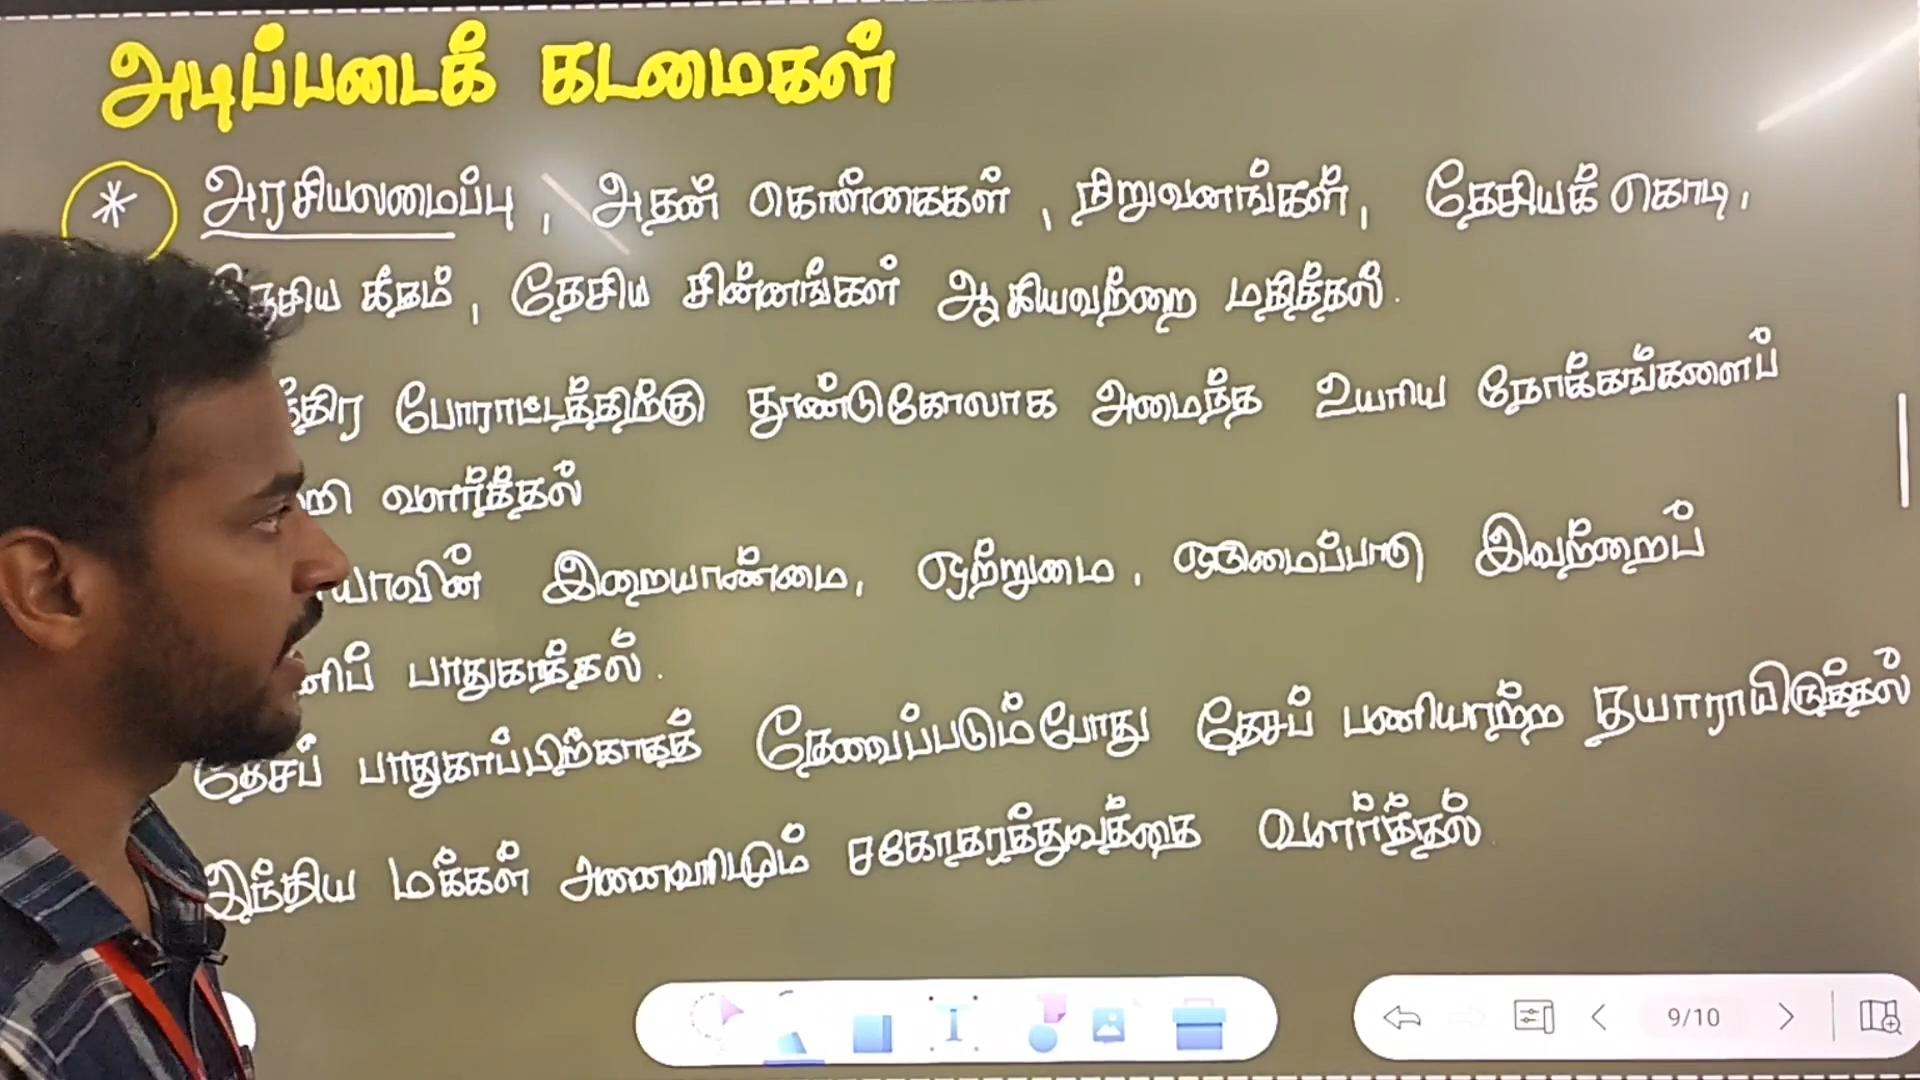 அடிப்படைக் கடமைகள்
* அரசியலமைப்பு, அதன் கொண்கைகள், நிறுவனங்கள், தேசியக் கொடி,
கீதம், தேசிய சின்னங்கள் ஆகியவற்றை மதித்தல்.
போராட்டத்திற்கு தூண்டுகோலாக அமைந்த உயரிய நோக்கங்களைப்
வளர்த்தல்
இறையாண்மை, ஒற்றுமை, ஒருமைப்பாடு இவற்றைப்
பாதுகாத்தல்.
தேசப் பாதுகாப்பிற்காகத் தேவைப்படும்போது தேசப் பணியாற்ற தயாராயிருத்தல்
இந்திய மக்கள் அனைவரிடமும் சகோதரத்துவத்தை வளர்த்தல்
9/10